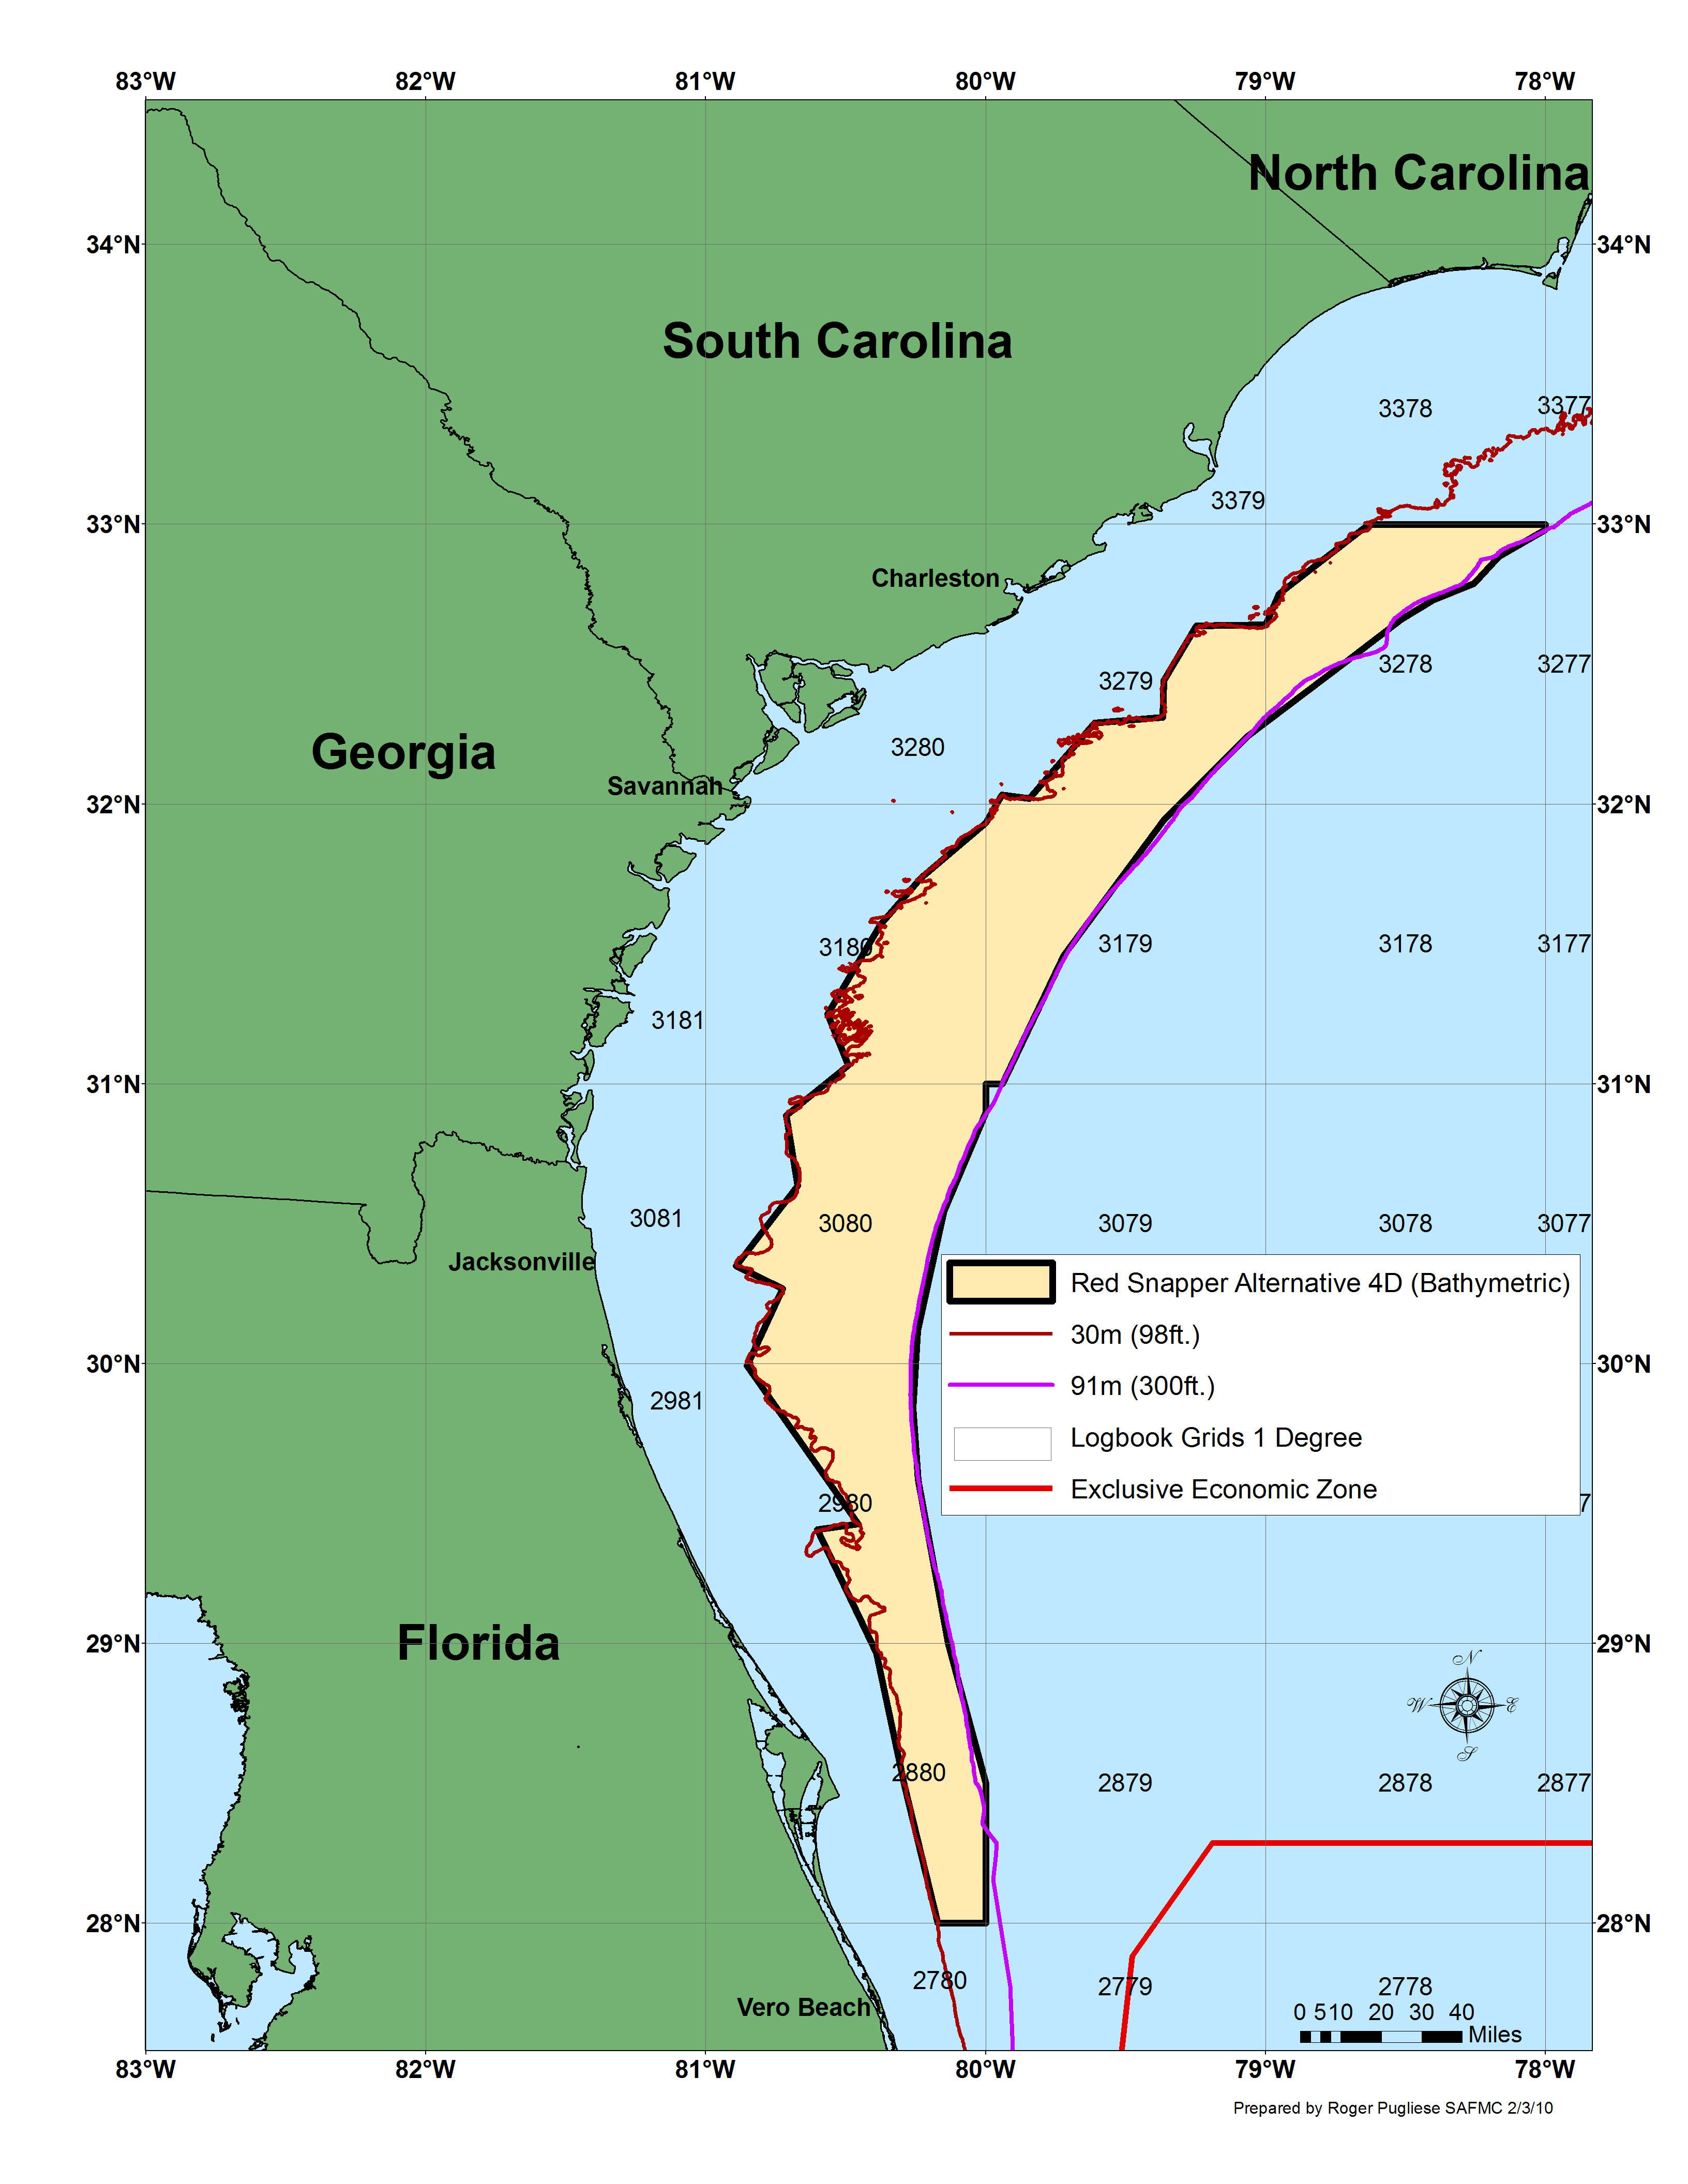 83°W 82°W 81°W 80°W 79°W 78°W
North Carolina
34°N 34°N
South Carolina
3378 3377
3379
33°N 33°N
Charleston
3278 3277
3279
Georgia
3280
Savannah
32°N 32°N
3180 3179 3178 3177
3181
31°N 31°N
3081 3080 3079 3078 3077
Jacksonville
Red Snapper Alternative 4D (Bathymetric)
30m (98ft.)
30°N 30°N
91m (300ft.)
2981
Logbook Grids 1 Degree
Exclusive Economic Zone
2980 7
Florida
29°N 29°N
N
W E
S
2880 2879 2878 2877
28°N 28°N
2780 2779 2778
Vero Beach
0 5 10 20 30 40
Miles
83°W 82°W 81°W 80°W 79°W 78°W
Prepared by Roger Pugliese SAFMC 2/3/10